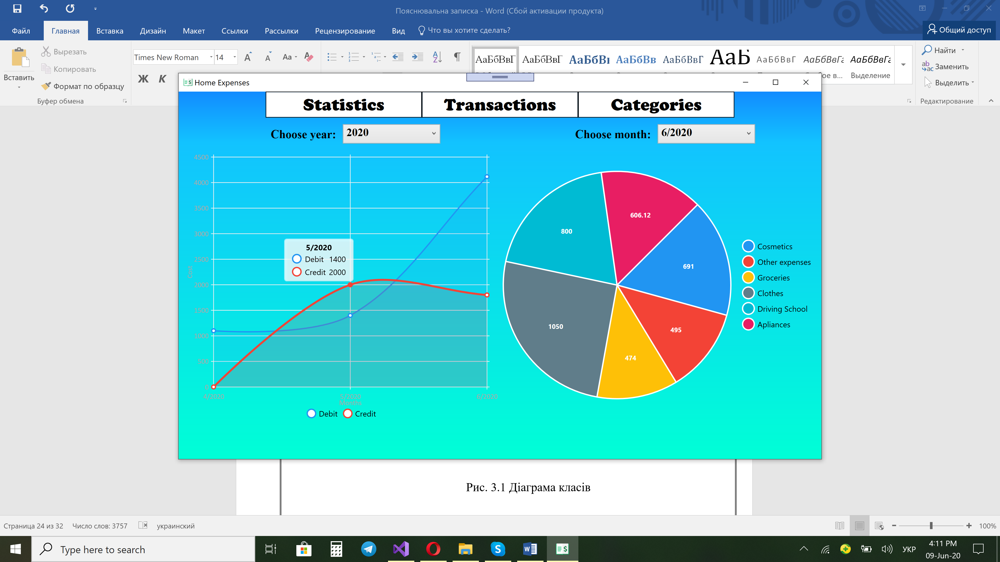 Пояснювальна записка - Word (Сбой активации продукта)
Файл Главная Вставка Дизайн Макет Ссылки Рассылки Рецензирование Вид Что вы хотите сделать? Общий доступ
Вставить
Вырезать
Копировать
Формат по образцу
Буфер обмена
Times New Roman 14
Ж К
АаБбВвГ АаБбВвГ АаБбВв АаБбВв АаБбВвГ АаБ АаБбВвГ АаБбВвГг АаБбВвГг
ое в... Выделение
Найти
Заменить
Выделить
Редактирование
Home Expenses
Statistics Transactions Categories
Choose year: 2020 Choose month: 6/2020
4500
4000
3500
3000
2500
2000
1500
1000
500
0
Cost
4/2020 5/2020 6/2020
Months
5/2020
Debit 1400
Credit 2000
Debit Credit
606.12
691
495
474
1050
800
Cosmetics
Other expenses
Groceries
Clothes
Driving School
Apliances
Рис. 3.1 Діаграма класів
Страница 24 из 32 Число слов: 3757 украинский 100%
Type here to search
УКР
4:11 PM
09-Jun-20